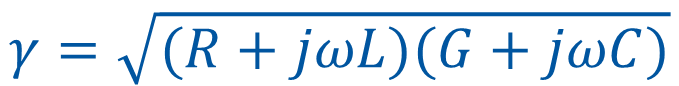 γ = √(R + jωL)(G + jωC)